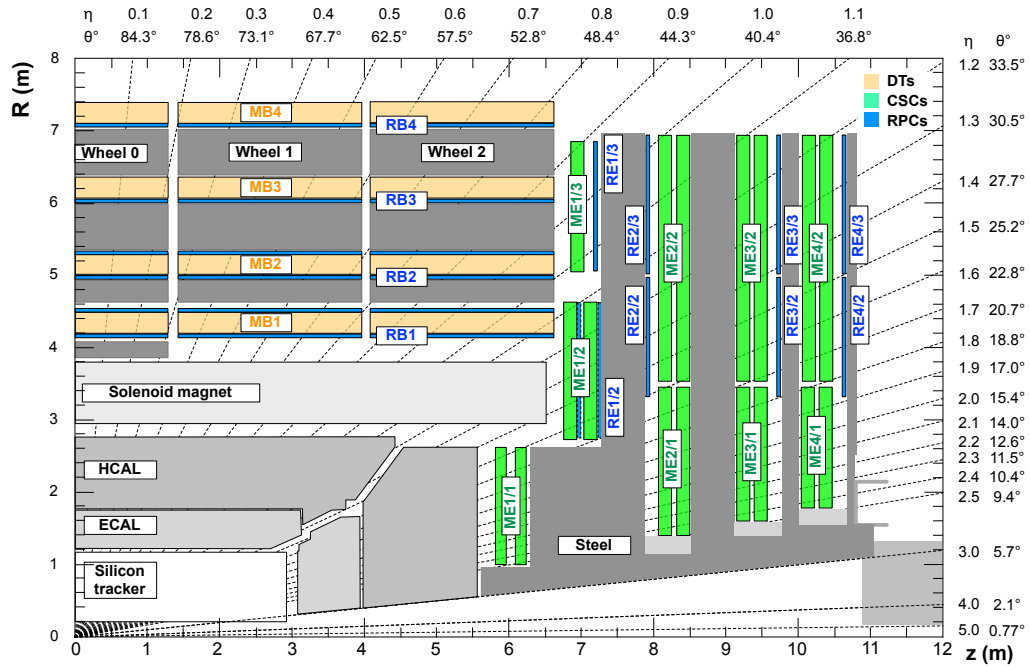 η 0.1 0.2 0.3 0.4 0.5 0.6 0.7 0.8 0.9 1.0 1.1
θ° 84.3° 78.6° 73.1° 67.7° 62.5° 57.5° 52.8° 48.4° 44.3° 40.4° 36.8° η θ°
R (m)
8 1.2 33.5°
DTs
CSCs
RPCs
MB4
RB4
7 1.3 30.5°
Wheel 0 Wheel 1 Wheel 2
RE1/3
ME1/3
MB3
RB3
6 1.4 27.7°
RE2/3 ME2/2 ME3/2 RE3/3 ME4/2 RE4/3
1.5 25.2°
MB2
RB2
5 1.6 22.8°
RE2/2 RE3/2 RE4/2
MB1
RB1
1.7 20.7°
4 1.8 18.8°
ME1/2
Solenoid magnet
1.9 17.0°
RE1/2
3 2.0 15.4°
2.1 14.0°
2.2 12.6°
HCAL
ME2/1 ME3/1 ME4/1
2.3 11.5°
2.4 10.4°
2 2.5 9.4°
ME1/1
ECAL
Steel
1 3.0 5.7°
Silicon
tracker
4.0 2.1°
0 5.0 0.77°
0 1 2 3 4 5 6 7 8 9 10 11 12
z (m)